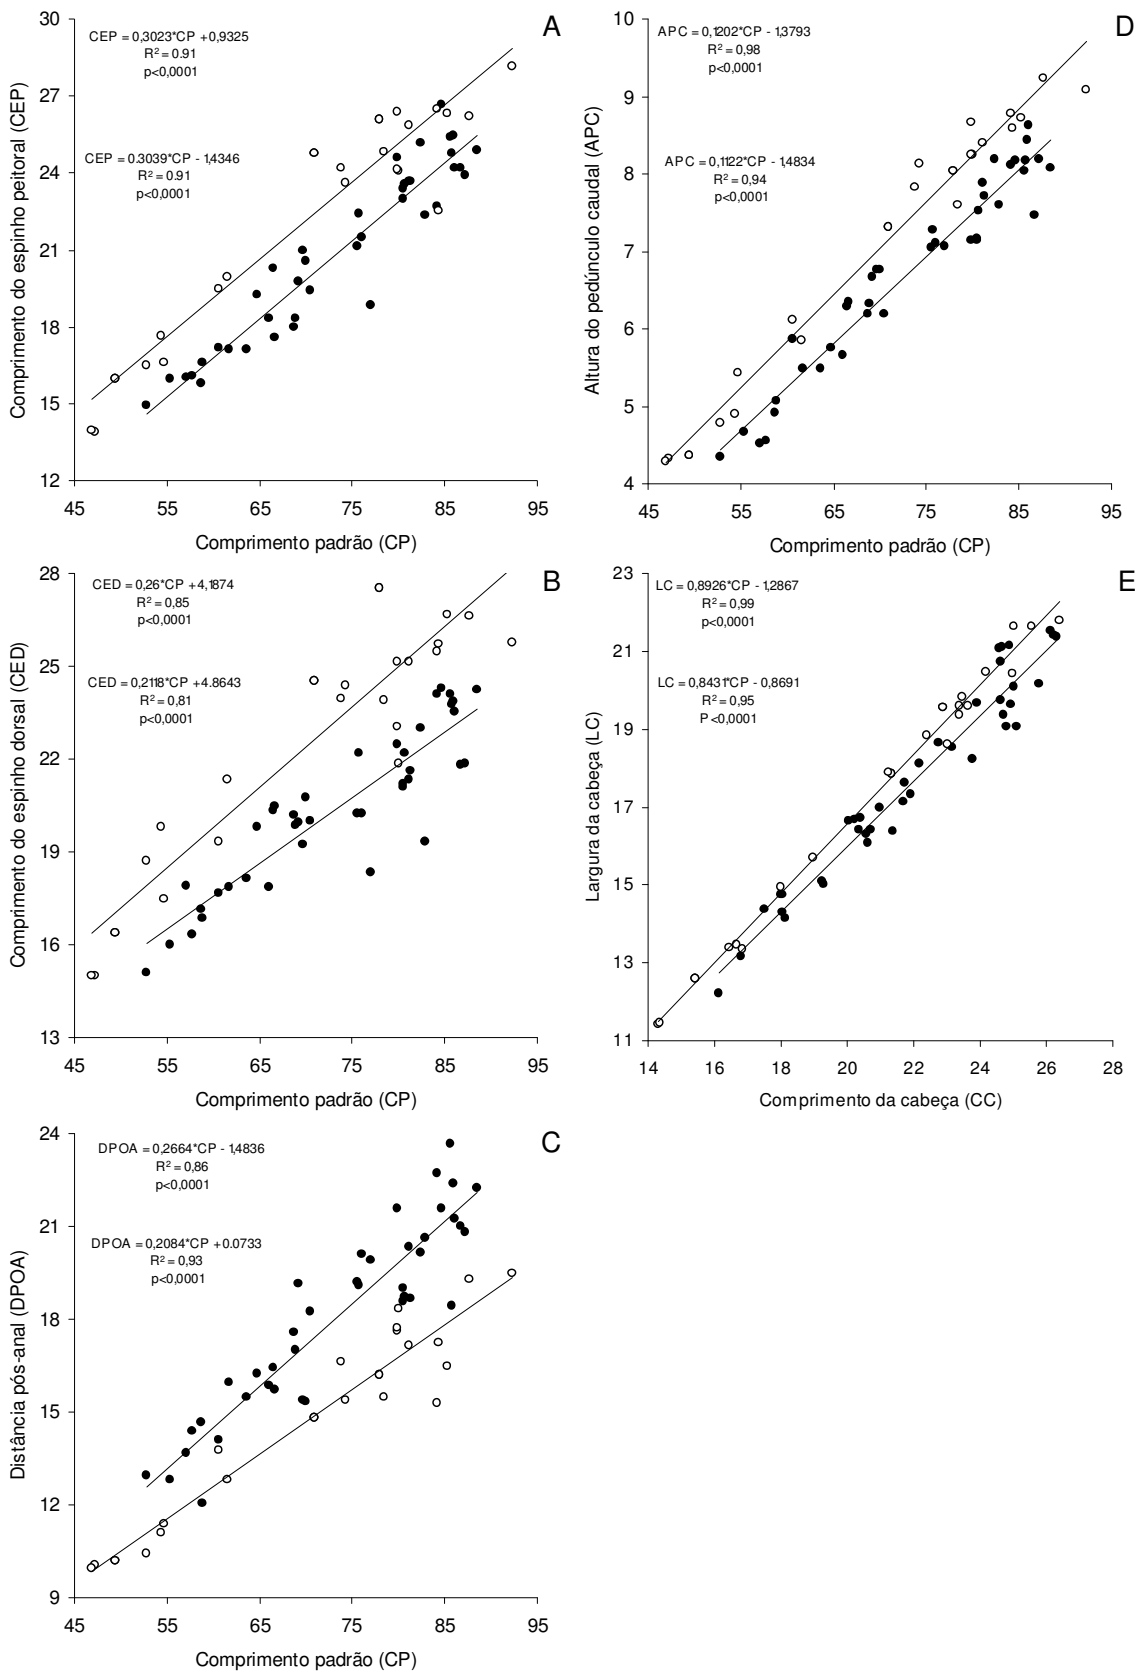 A
CEP = 0,3023*CP + 0,9325
R² = 0.91
p<0,0001
CEP = 0.3039*CP - 1,4346
R² = 0.91
p<0,0001
Comprimento do espinho peitoral (CEP)
30
27
24
21
18
15
12
45 55 65 75 85 95
Comprimento padrão (CP)
D
APC = 0,1202*CP - 1,3793
R² = 0,98
p<0,0001
APC = 0,1122*CP - 1,4834
R² = 0,94
p<0,0001
Altura do pedúnculo caudal (APC)
10
9
8
7
6
5
4
45 55 65 75 85 95
Comprimento padrão (CP)
B
CED = 0,26*CP + 4,1874
R² = 0,85
p<0,0001
CED = 0,2118*CP + 4.8643
R² = 0,81
p<0,0001
Comprimento do espinho dorsal (CED)
28
25
22
19
16
13
45 55 65 75 85 95
Comprimento padrão (CP)
E
LC = 0,8926*CP - 1,2867
R² = 0,99
p<0,0001
LC = 0,8431*CP - 0,8691
R² = 0,95
P <0,0001
Largura da cabeça (LC)
23
21
19
17
15
13
11
14 16 18 20 22 24 26 28
Comprimento da cabeça (CC)
C
DPOA = 0,2664*CP - 1,4836
R² = 0,86
p<0,0001
DPOA = 0,2084*CP + 0.0733
R² = 0,93
p<0,0001
Distância pós-anal (DPOA)
24
21
18
15
12
9
45 55 65 75 85 95
Comprimento padrão (CP)